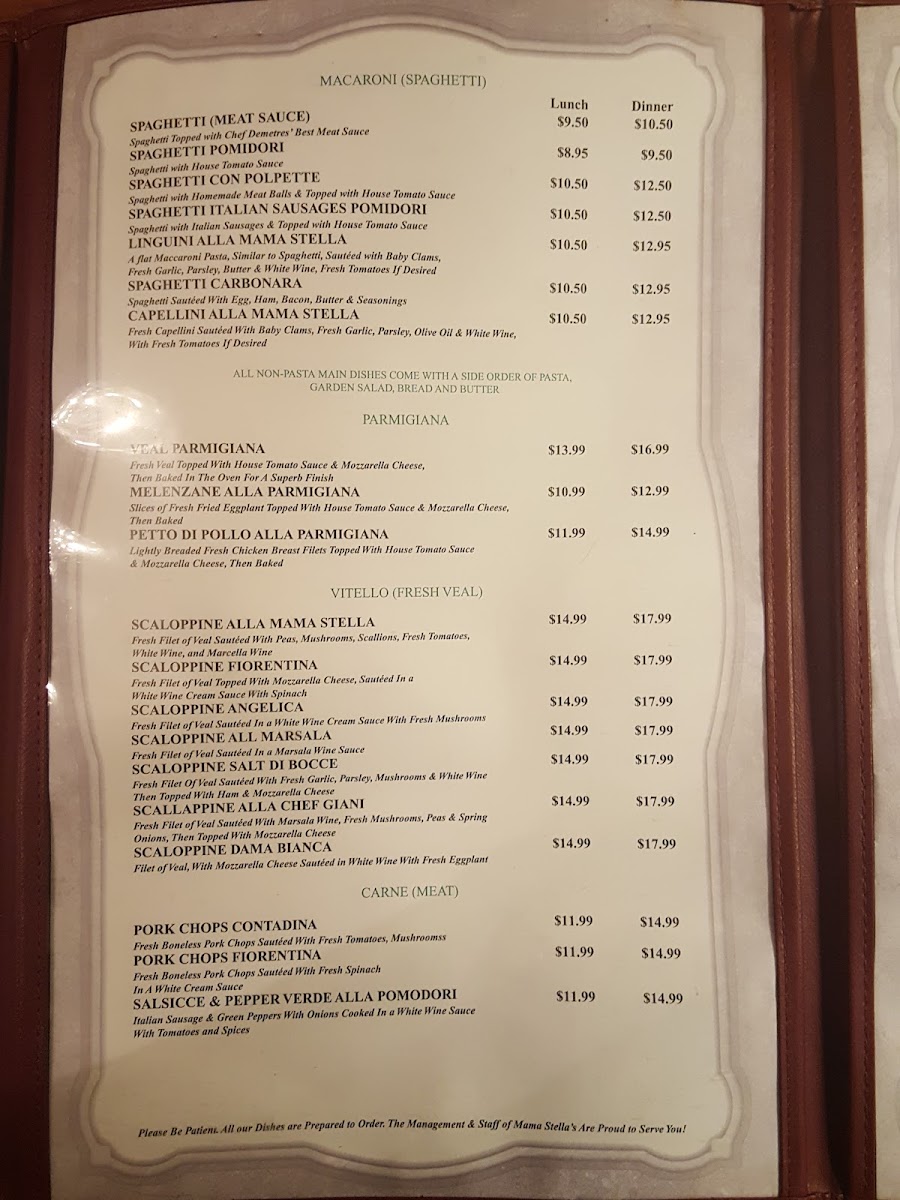 MACARONI (SPAGHETTI)
Lunch Dinner
SPAGHETTI (MEAT SAUCE) $9.50 $10.50
Spaghetti Topped with Chef Demetres' Best Meat Sauce
SPAGHETTI POMIDORI $8.95 $9.50
Spaghetti with House Tomato Sauce
SPAGHETTI CON POLPETTE $10.50 $12.50
Spaghetti with Homemade Meat Balls & Topped with House Tomato Sauce
SPAGHETTI ITALIAN SAUSAGES POMIDORI $10.50 $12.50
Spaghetti with Italian Sausages & Topped with House Tomato Sauce
LINGUINI ALLA MAMA STELLA $10.50 $12.95
A flat Maccaroni Pasta, Similar to Spaghetti, Sautéed with Baby Clams,
Fresh Garlic, Parsley, Butter & White Wine, Fresh Tomatoes If Desired
SPAGHETTI CARBONARA $10.50 $12.95
Spaghetti Sautéed With Egg, Ham, Bacon, Butter & Seasonings
CAPELLINI ALLA MAMA STELLA $10.50 $12.95
Fresh Capellini Sautéed With Baby Clams, Fresh Garlic, Parsley, Olive Oil & White Wine,
With Fresh Tomatoes If Desired
ALL NON-PASTA MAIN DISHES COME WITH A SIDE ORDER OF PASTA,
GARDEN SALAD, BREAD AND BUTTER
PARMIGIANA
VEAL PARMIGIANA $13.99 $16.99
Fresh Veal Topped With House Tomato Sauce & Mozzarella Cheese,
Then Baked In The Oven For A Superb Finish
MELENZANE ALLA PARMIGIANA $10.99 $12.99
Slices of Fresh Fried Eggplant Topped With House Tomato Sauce & Mozzarella Cheese,
Then Baked
PETTO DI POLLO ALLA PARMIGIANA $11.99 $14.99
Lightly Breaded Fresh Chicken Breast Filets Topped With House Tomato Sauce
& Mozzarella Cheese, Then Baked
VITELLO (FRESH VEAL)
SCALOPPINE ALLA MAMA STELLA $14.99 $17.99
Fresh Filet of Veal Sautéed With Peas, Mushrooms, Scallions, Fresh Tomatoes,
White Wine, and Marcella Wine
SCALOPPINE FIORENTINA $14.99 $17.99
Fresh Filet of Veal Topped With Mozzarella Cheese, Sautéed In a
White Wine Cream Sauce With Spinach
SCALOPPINE ANGELICA $14.99 $17.99
Fresh Filet of Veal Sautéed In a White Wine Cream Sauce With Fresh Mushrooms
SCALOPPINE ALL MARSALA $14.99 $17.99
Fresh Filet of Veal Sautéed In a Marsala Wine Sauce
SCALOPPINE SALT DI BOCCE $14.99 $17.99
Fresh Filet Of Veal Sautéed With Fresh Garlic, Parsley, Mushrooms & White Wine
Then Topped With Ham & Mozzarella Cheese
SCALLAPPINE ALLA CHEF GIANI $14.99 $17.99
Fresh Filet of Veal Sautéed With Marsala Wine, Fresh Mushrooms, Peas & Spring
Onions, Then Topped With Mozzarella Cheese
SCALOPPINE DAMA BIANCA $14.99 $17.99
Filet of Veal, With Mozzarella Cheese Sautéed in White Wine With Fresh Eggplant
CARNE (MEAT)
PORK CHOPS CONTADINA $11.99 $14.99
Fresh Boneless Pork Chops Sautéed With Fresh Tomatoes, Mushroomss
PORK CHOPS FIORENTINA $11.99 $14.99
Fresh Boneless Pork Chops Sautéed With Fresh Spinach
In A White Cream Sauce
SALSICCE & PEPPER VERDE ALLA POMODORI $11.99 $14.99
Italian Sausage & Green Peppers With Onions Cooked In a White Wine Sauce
With Tomatoes and Spices
Please Be Patient. All our Dishes are Prepared to Order. The Management & Staff of Mama Stella's Are Proud to Serve You!